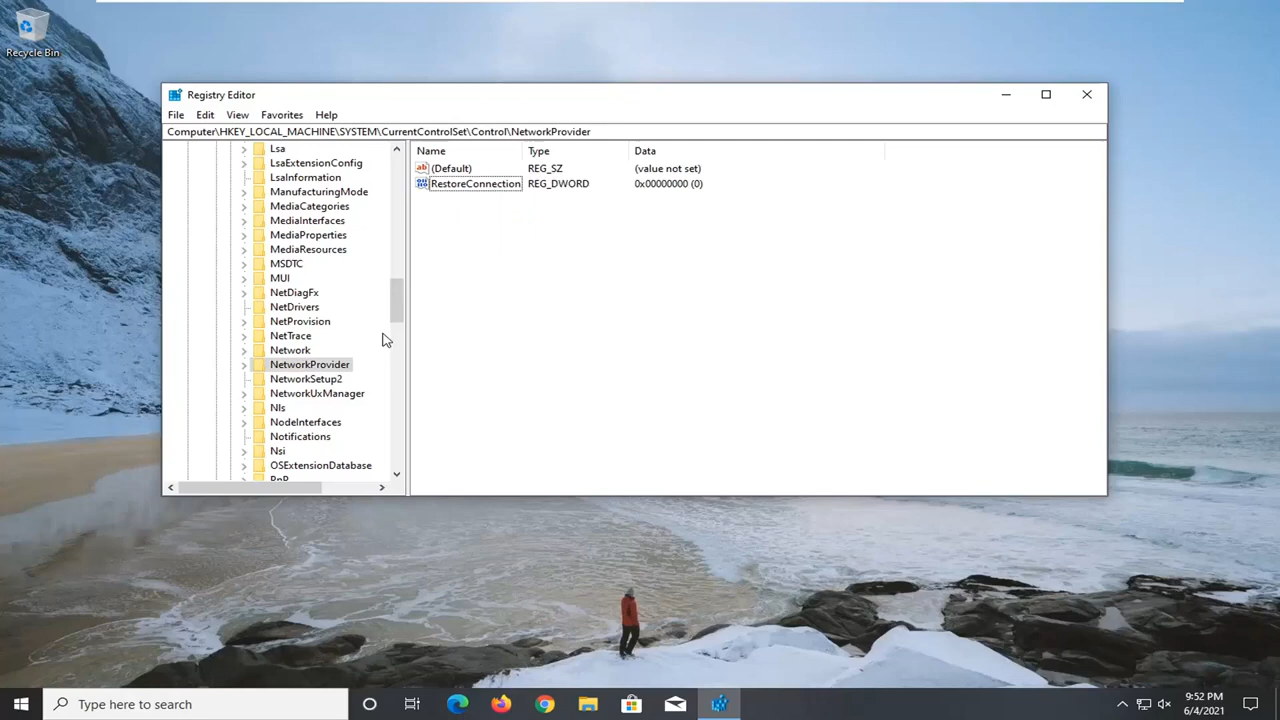 Recycle Bin
Registry Editor
File Edit View Favorites Help
Computer\HKEY_LOCAL_MACHINE\SYSTEM\CurrentControlSet\Control\NetworkProvider
Lsa
LsaExtensionConfig
LsaInformation
ManufacturingMode
MediaCategories
MediaInterfaces
MediaProperties
MediaResources
MSDTC
MUI
NetDiagFx
NetDrivers
NetProvision
NetTrace
Network
NetworkProvider
NetworkSetup2
NetworkUxManager
Nls
NodeInterfaces
Notifications
Nsi
OSExtensionDatabase
PnP
Name Type Data
ab (Default) REG_SZ (value not set)
RestoreConnection REG_DWORD 0x00000000 (0)
Type here to search
9:52 PM
6/4/2021